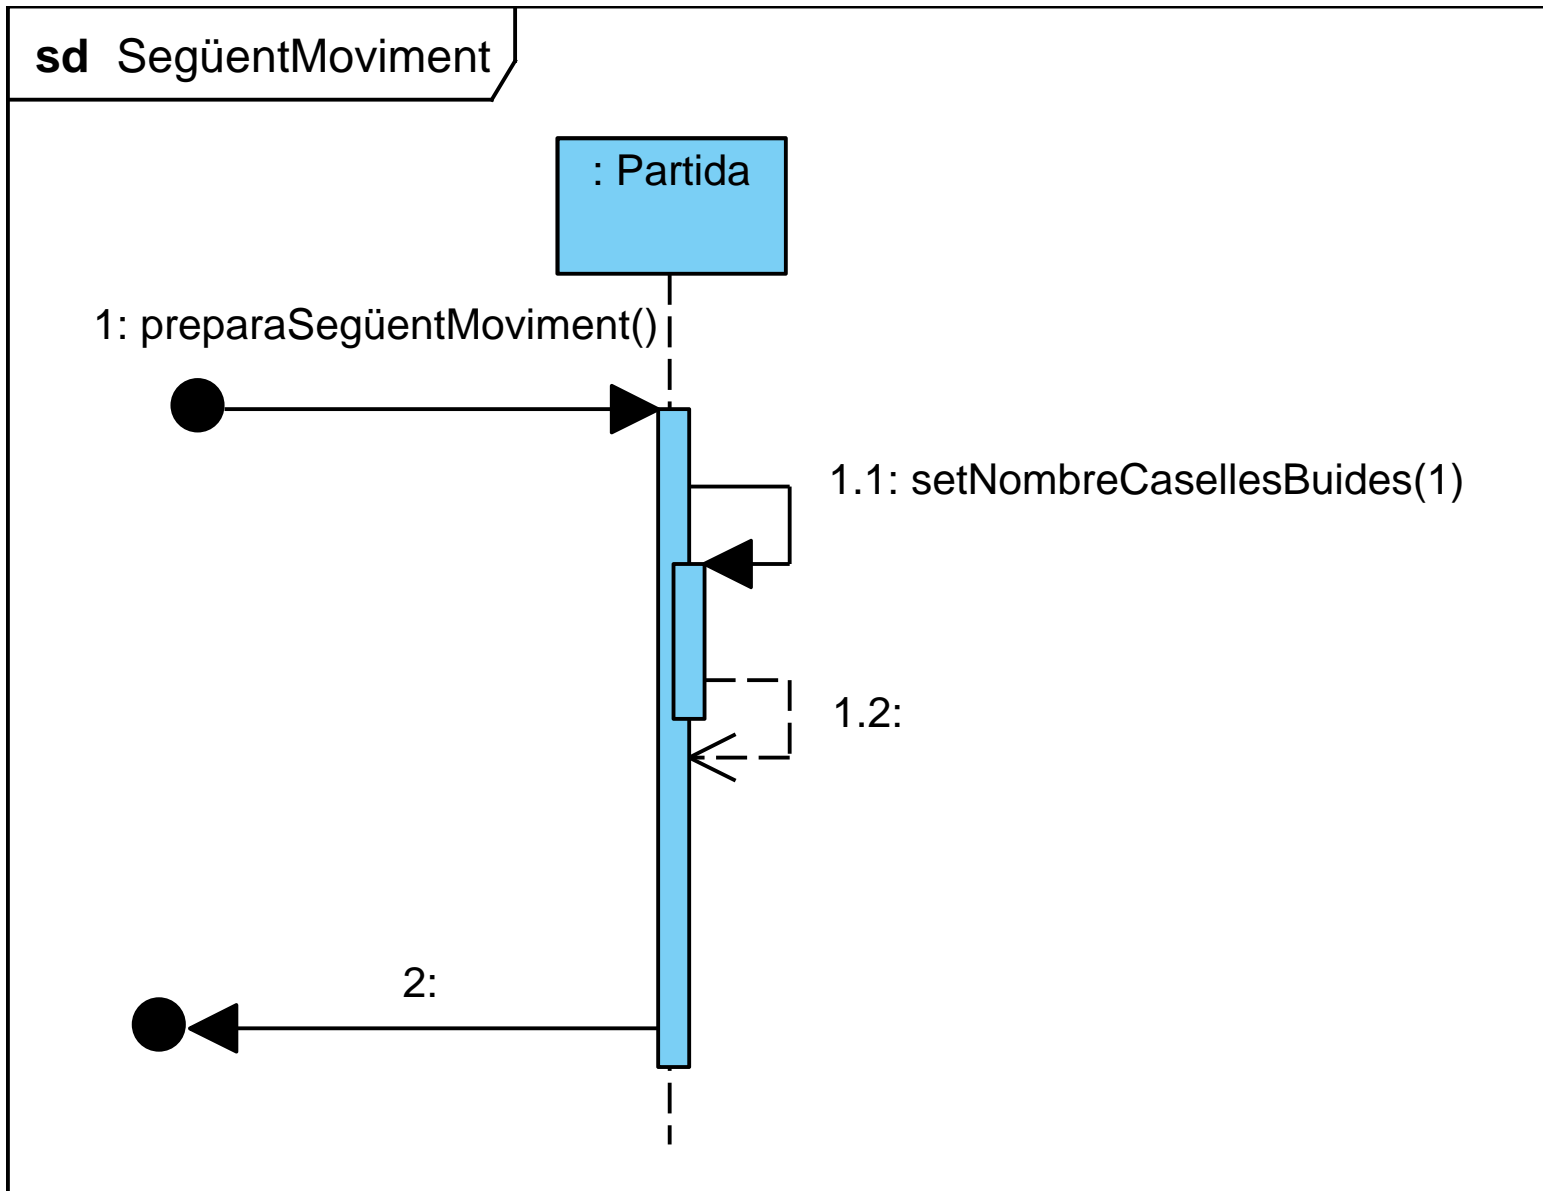 sd SegüentMoviment
: Partida
1: preparaSegüentMoviment()
1.1: setNombreCasellesBuides(1)
1.2:
2: